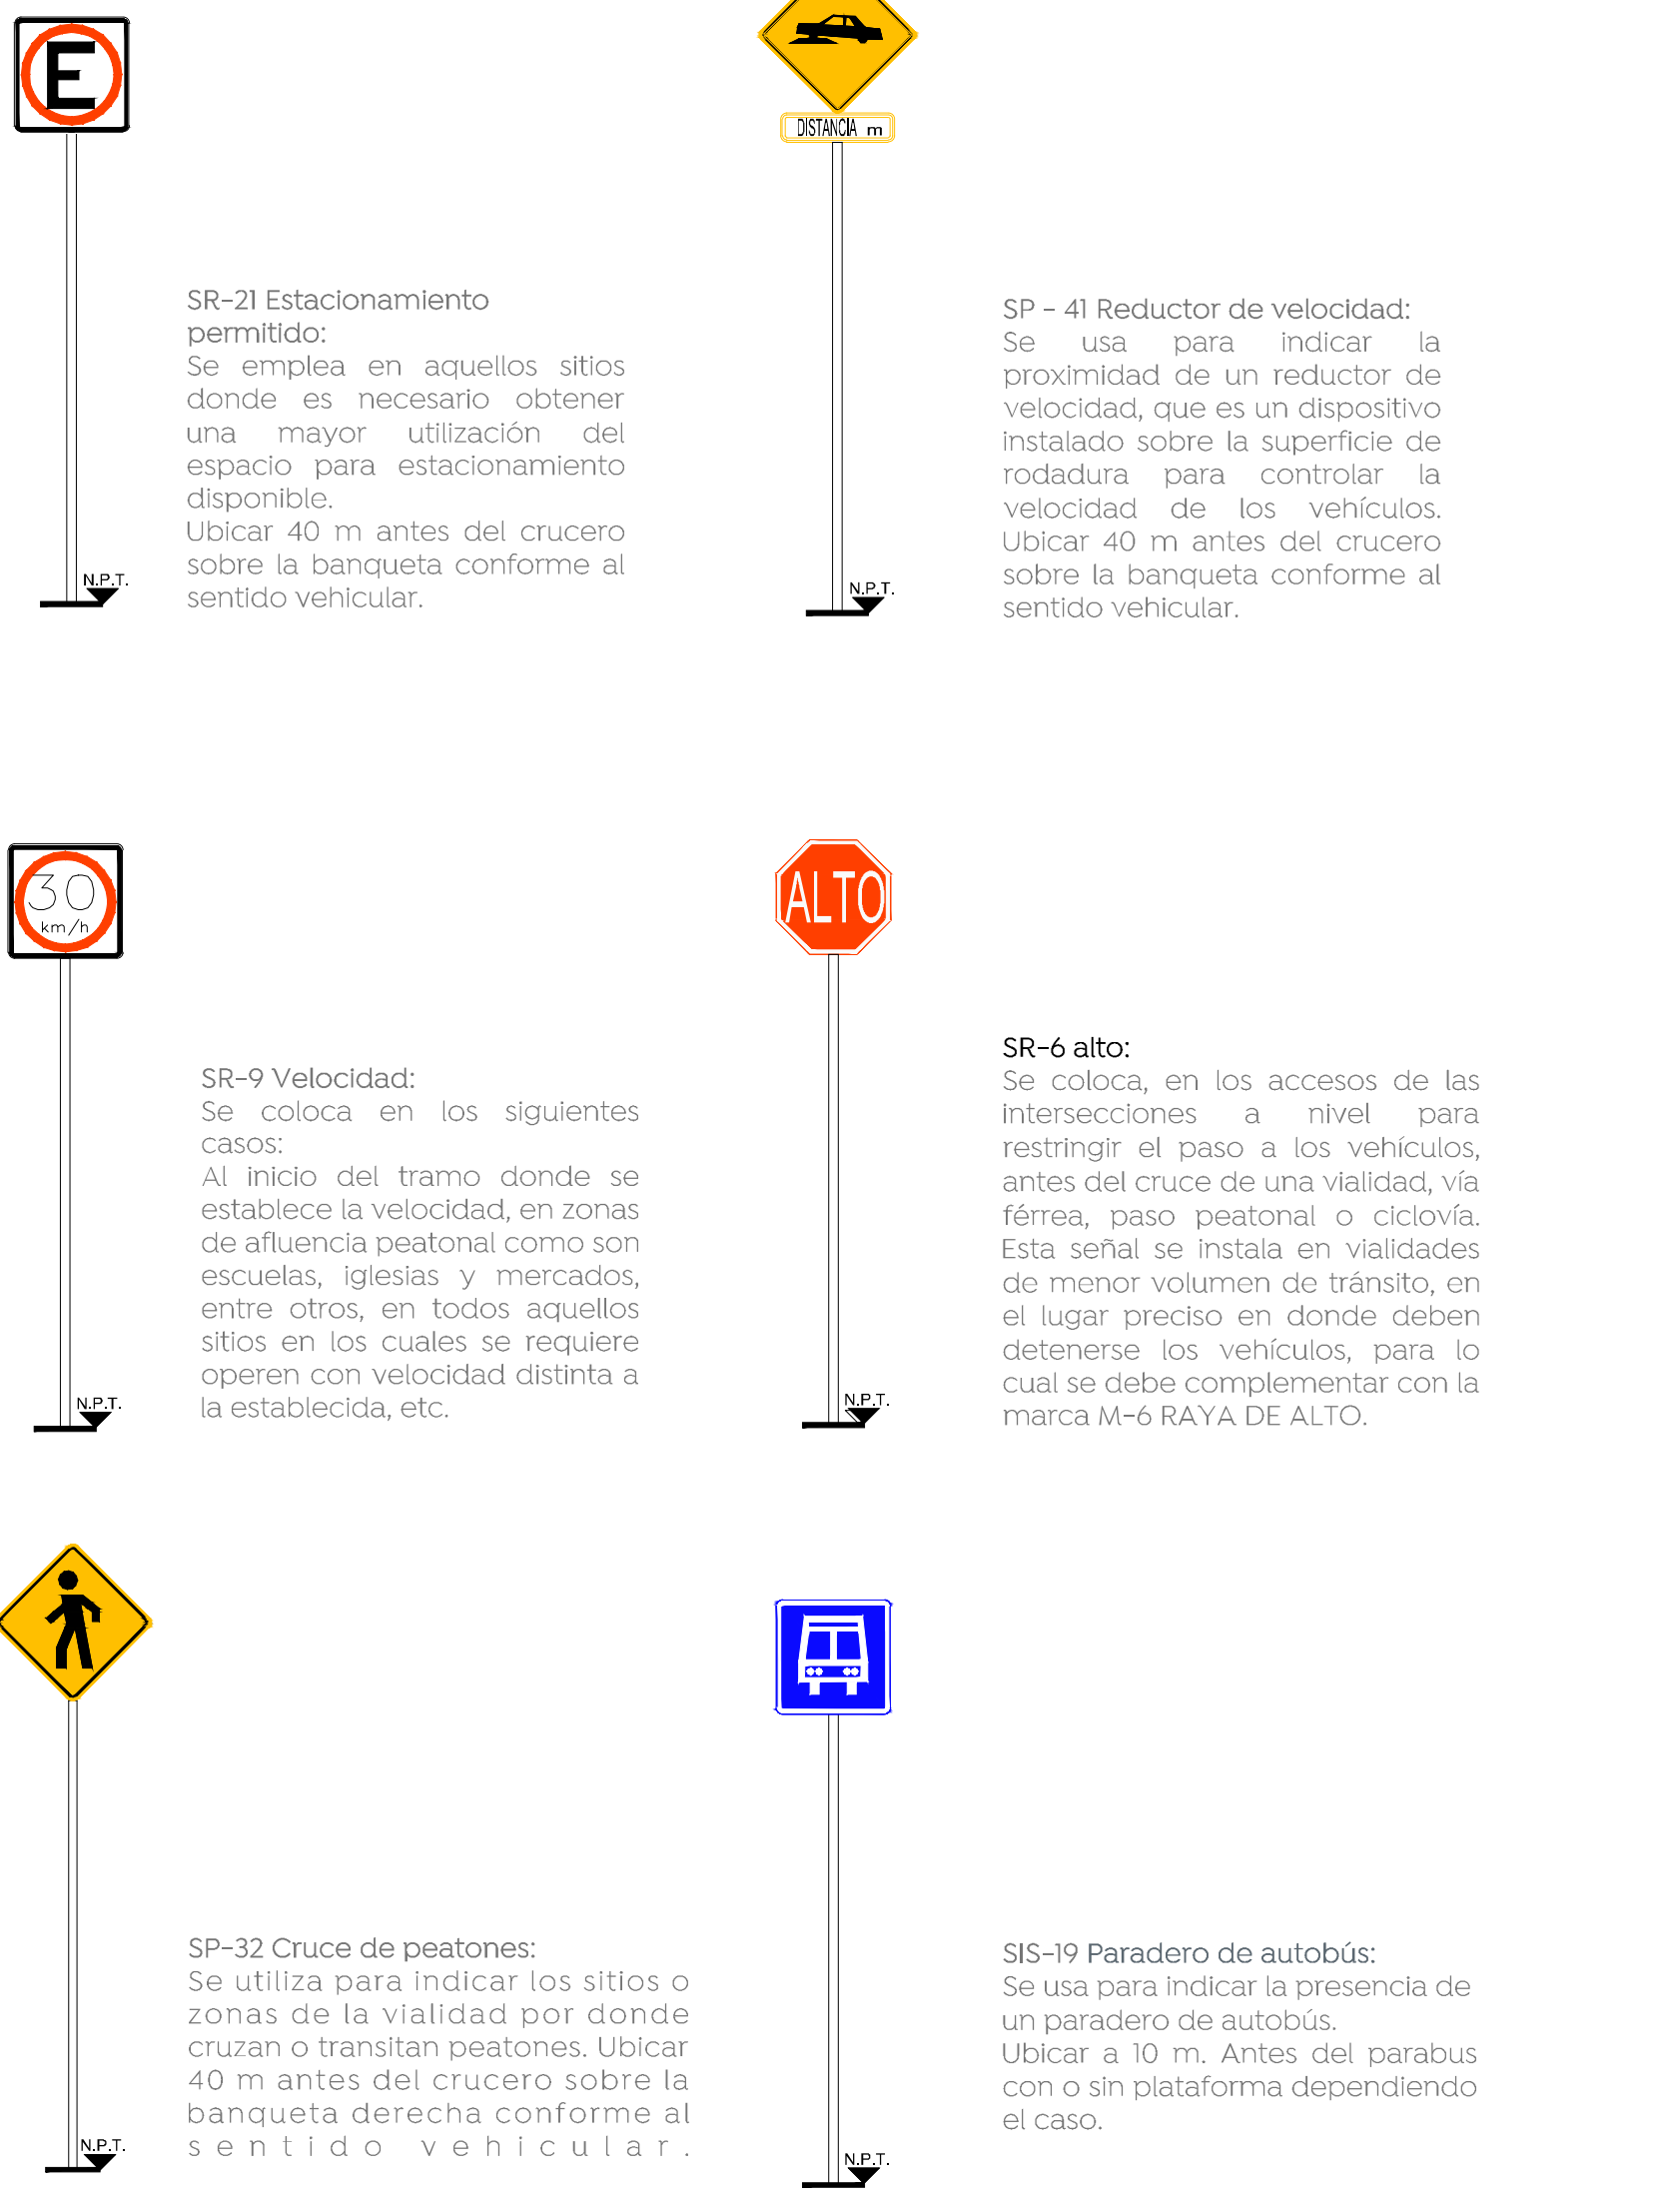 E
SR-21 Estacionamiento
permitido:
Se emplea en aquellos sitios
donde es necesario obtener
una mayor utilización del
espacio para estacionamiento
disponible.
Ubicar 40 m antes del crucero
sobre la banqueta conforme al
sentido vehicular.
N.P.T.
DISTANCIA m
SP - 41 Reductor de velocidad:
Se usa para indicar la
proximidad de un reductor de
velocidad, que es un dispositivo
instalado sobre la superficie de
rodadura para controlar la
velocidad de los vehículos.
Ubicar 40 m antes del crucero
sobre la banqueta conforme al
sentido vehicular.
N.P.T.
30
km/h
SR-9 Velocidad:
Se coloca en los siguientes
casos:
Al inicio del tramo donde se
establece la velocidad, en zonas
de afluencia peatonal como son
escuelas, iglesias y mercados,
entre otros, en todos aquellos
sitios en los cuales se requiere
operen con velocidad distinta a
la establecida, etc.
N.P.T.
ALTO
SR-6 alto:
Se coloca, en los accesos de las
intersecciones a nivel para
restringir el paso a los vehículos,
antes del cruce de una vialidad, vía
férrea, paso peatonal o ciclovía.
Esta señal se instala en vialidades
de menor volumen de tránsito, en
el lugar preciso en donde deben
detenerse los vehículos, para lo
cual se debe complementar con la
marca M-6 RAYA DE ALTO.
N.P.T.
SP-32 Cruce de peatones:
Se utiliza para indicar los sitios o
zonas de la vialidad por donde
cruzan o transitan peatones. Ubicar
40 m antes del crucero sobre la
banqueta derecha conforme al
sentido vehicular.
N.P.T.
SIS-19 Paradero de autobús:
Se usa para indicar la presencia de
un paradero de autobús.
Ubicar a 10 m. Antes del parabus
con o sin plataforma dependiendo
el caso.
N.P.T.